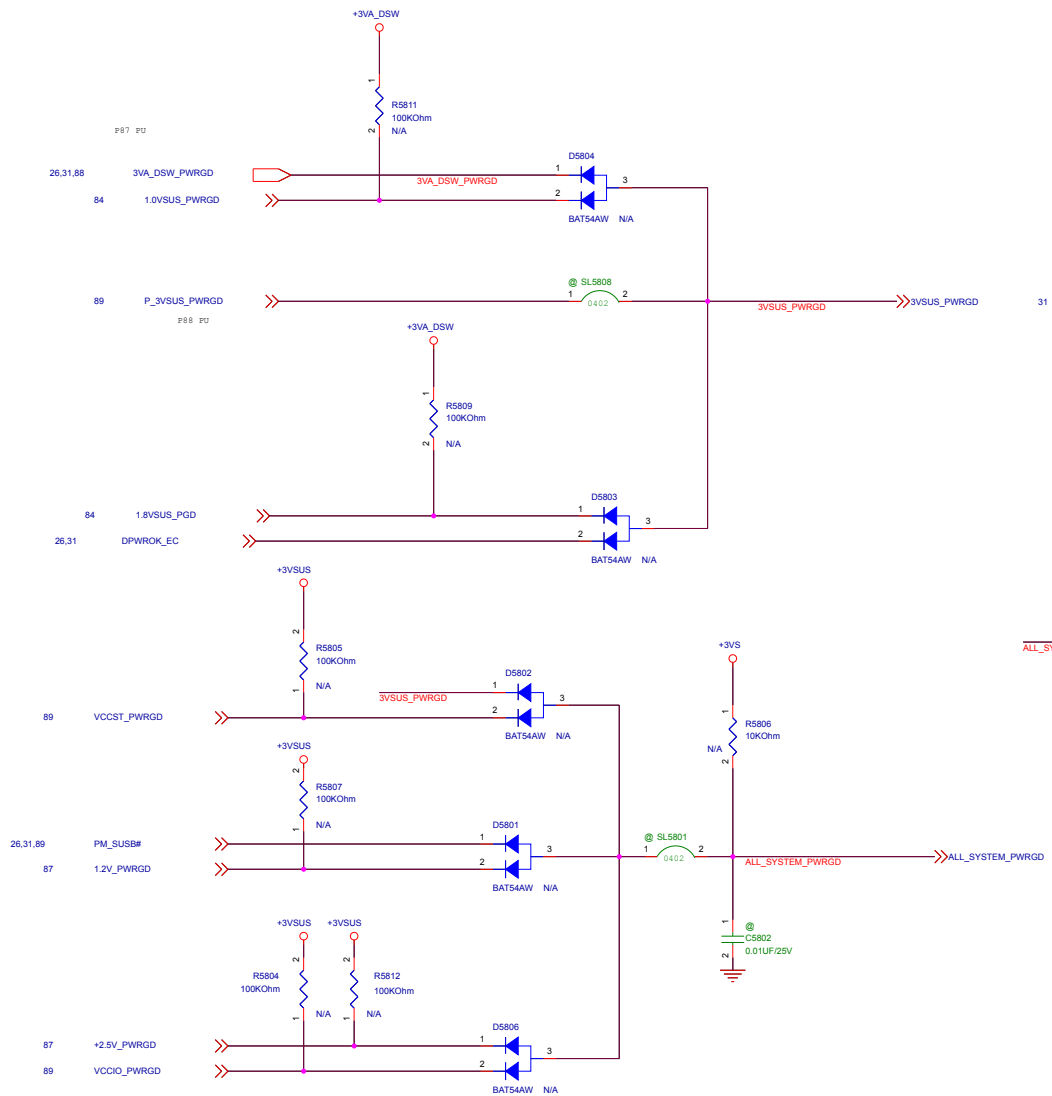 +3VA_DSW
1
R5811
100KOhm
2 N/A
P87 PU
D5804
26,31,88 3VA_DSW_PWRGD 3VA_DSW_PWRGD 1 3
84 1.0VSUS_PWRGD 2
BAT54AW N/A
@ SL5808
89 P_3VSUS_PWRGD 1 0402 2 3VSUS_PWRGD 3VSUS_PWRGD 31
P88 PU
+3VA_DSW
1
R5809
100KOhm
2 N/A
D5803
84 1.8VSUS_PGD 1 3
26,31 DPWROK_EC 2
BAT54AW N/A
+3VSUS
2
R5805
100KOhm
1 N/A
+3VS
ALL_SY
D5802
3VSUS_PWRGD 1 3
89 VCCST_PWRGD 2
BAT54AW N/A
1
R5806
10KOhm
N/A
2
+3VSUS
2
R5807
100KOhm
1 N/A
D5801
26,31,89 PM_SUSB# 1 3
87 1.2V_PWRGD 2
BAT54AW N/A
@ SL5801
1 0402 2 ALL_SYSTEM_PWRGD ALL_SYSTEM_PWRGD
1 @
C5802
0.01UF/25V
2
+3VSUS +3VSUS
2 2
R5804 R5812
100KOhm 100KOhm
1 N/A 1 N/A
D5806
87 +2.5V_PWRGD 1 3
89 VCCIO_PWRGD 2
BAT54AW N/A